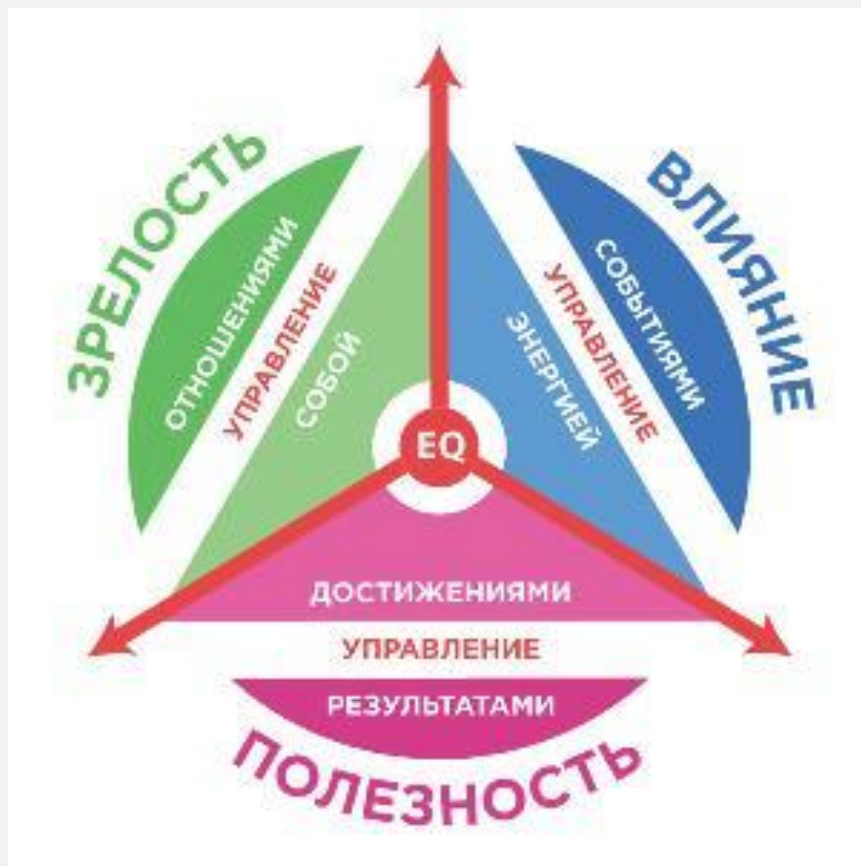 ЗРЕЛОСТЬ
ОТНОШЕНИЯМИ
УПРАВЛЕНИЕ
СОБОЙ
ВЛИЯНИЕ
СОБЫТИЯМИ
УПРАВЛЕНИЕ
ЭНЕРГИЕЙ
EQ
ДОСТИЖЕНИЯМИ
УПРАВЛЕНИЕ
РЕЗУЛЬТАТАМИ
ПОЛЕЗНОСТЬ